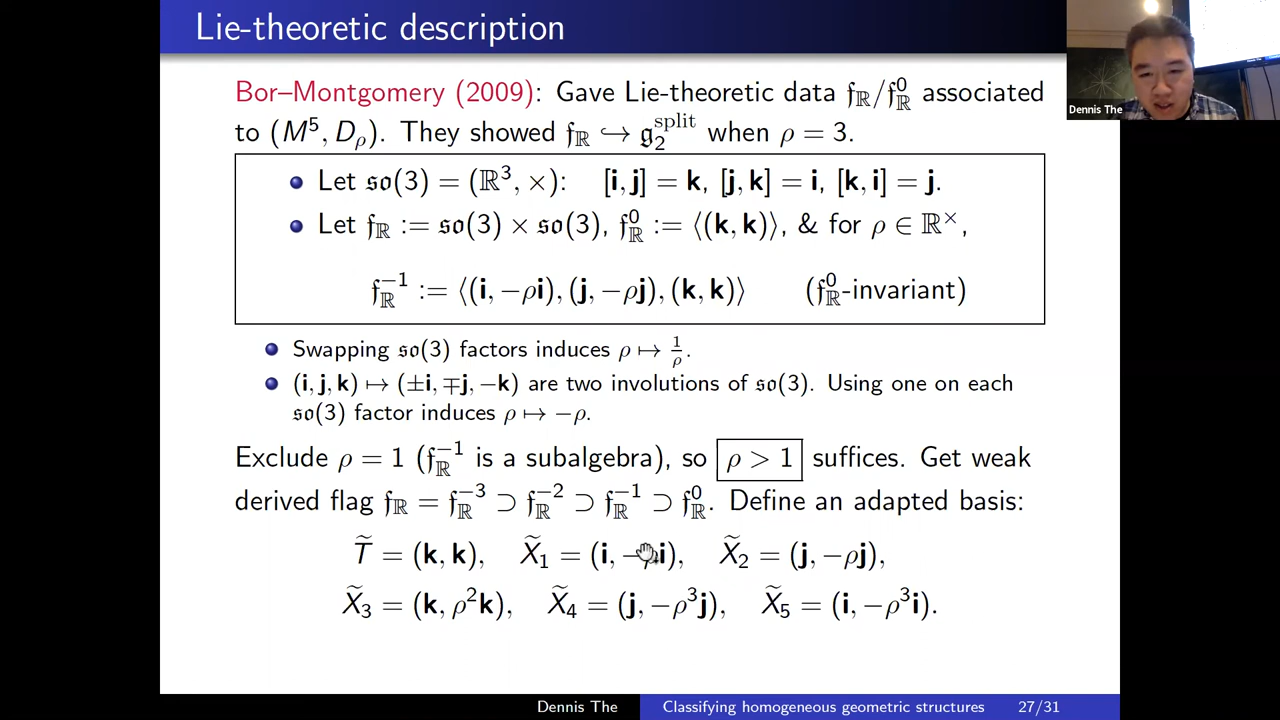 Lie-theoretic description
Bor–Montgomery (2009): Gave Lie-theoretic data 𝔣_ℝ/𝔣_ℝ^0 associated
to (M^5, D_ρ). They showed 𝔣_ℝ ↪ 𝔤_2^split when ρ = 3.
Let 𝔰𝔬(3) = (ℝ^3, ×): [i, j] = k, [j, k] = i, [k, i] = j.
Let 𝔣_ℝ := 𝔰𝔬(3) × 𝔰𝔬(3), 𝔣_ℝ^0 := ⟨(k, k)⟩, & for ρ ∈ ℝ^×,
𝔣_ℝ^{-1} := ⟨(i, −ρi), (j, −ρj), (k, k)⟩ (𝔣_ℝ^0-invariant)
Swapping 𝔰𝔬(3) factors induces ρ ↦ 1/ρ.
(i, j, k) ↦ (±i, ∓j, −k) are two involutions of 𝔰𝔬(3). Using one on each
𝔰𝔬(3) factor induces ρ ↦ −ρ.
Exclude ρ = 1 (𝔣_ℝ^{-1} is a subalgebra), so ρ > 1 suffices. Get weak
derived flag 𝔣_ℝ = 𝔣_ℝ^{-3} ⊃ 𝔣_ℝ^{-2} ⊃ 𝔣_ℝ^{-1} ⊃ 𝔣_ℝ^0. Define an adapted basis:
T̃ = (k, k), X̃_1 = (i, −ρi), X̃_2 = (j, −ρj),
X̃_3 = (k, ρ^2k), X̃_4 = (j, −ρ^3j), X̃_5 = (i, −ρ^3i).
Dennis The
Dennis The Classifying homogeneous geometric structures 27/31